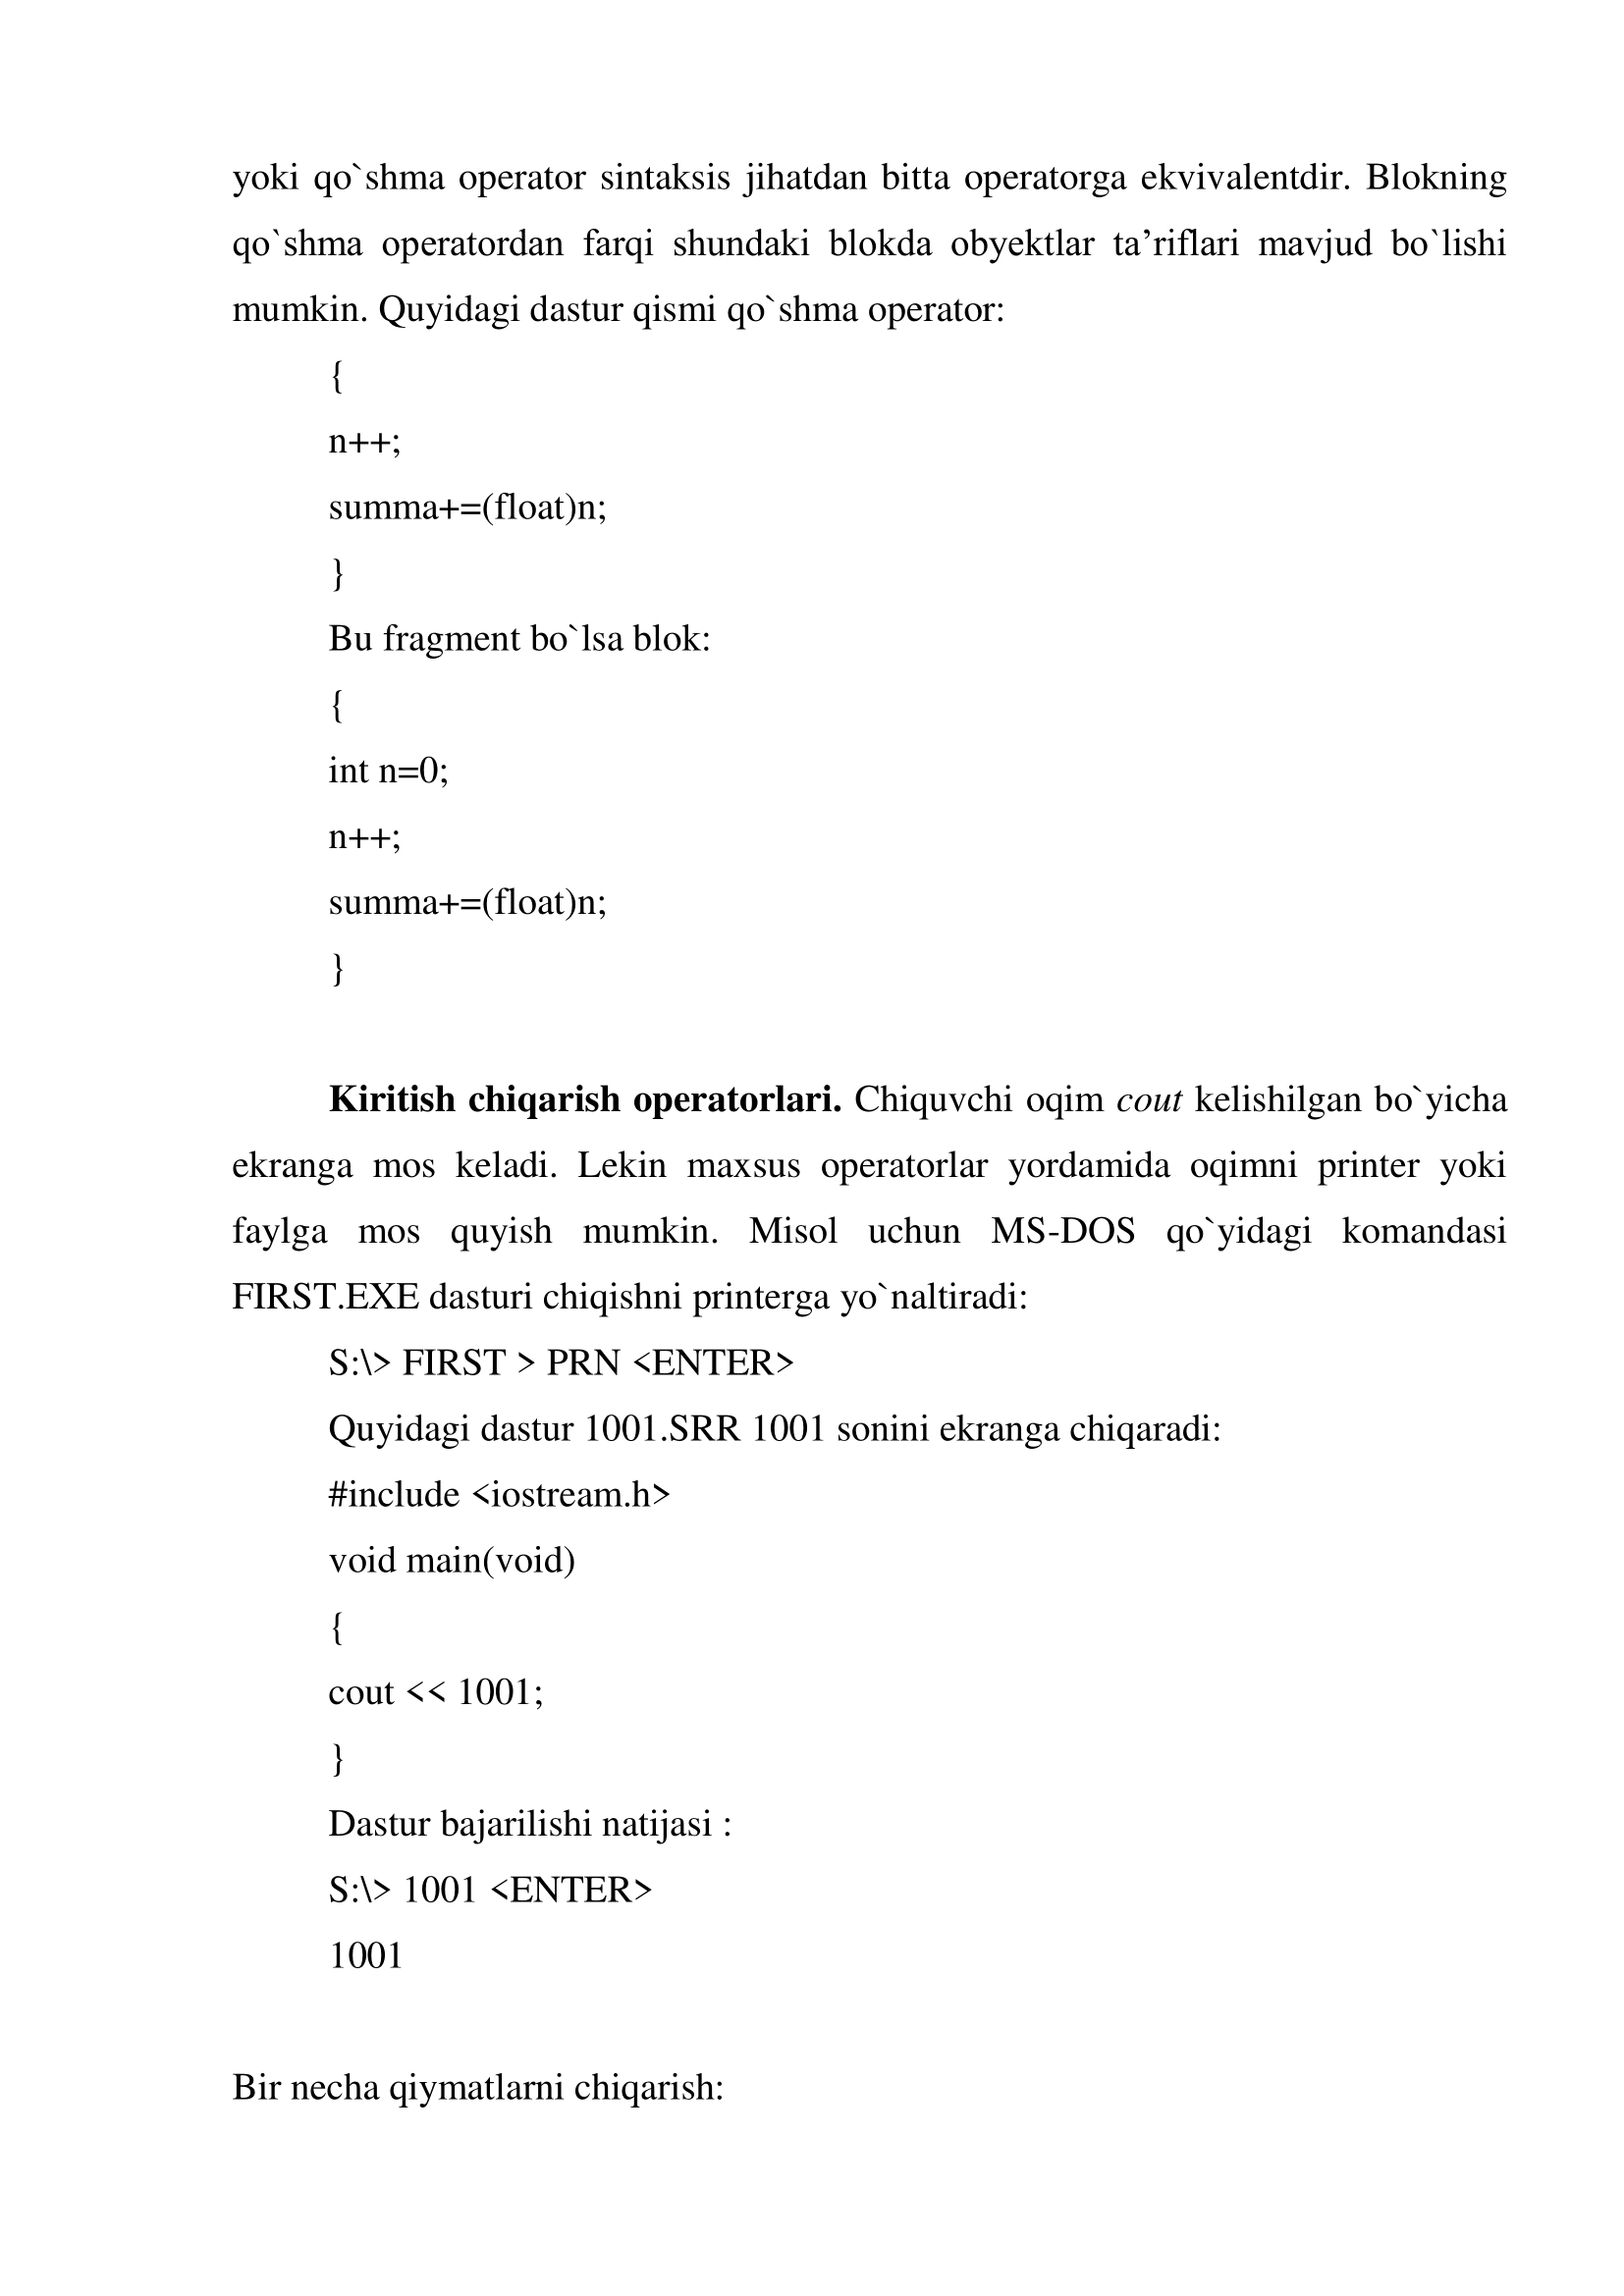 yoki qo`shma operator sintaksis jihatdan bitta operatorga ekvivalentdir. Blokning
qo`shma operatordan farqi shundaki blokda obyektlar ta’riflari mavjud bo`lishi
mumkin. Quyidagi dastur qismi qo`shma operator:
{
n++;
summa+=(float)n;
}
Bu fragment bo`lsa blok:
{
int n=0;
n++;
summa+=(float)n;
}
Kiritish chiqarish operatorlari. Chiquvchi oqim cout kelishilgan bo`yicha
ekranga mos keladi. Lekin maxsus operatorlar yordamida oqimni printer yoki
faylga mos quyish mumkin. Misol uchun MS-DOS qo`yidagi komandasi
FIRST.EXE dasturi chiqishni printerga yo`naltiradi:
S:\> FIRST > PRN <ENTER>
Quyidagi dastur 1001.SRR 1001 sonini ekranga chiqaradi:
#include <iostream.h>
void main(void)
{
cout << 1001;
}
Dastur bajarilishi natijasi :
S:\> 1001 <ENTER>
1001
Bir necha qiymatlarni chiqarish: